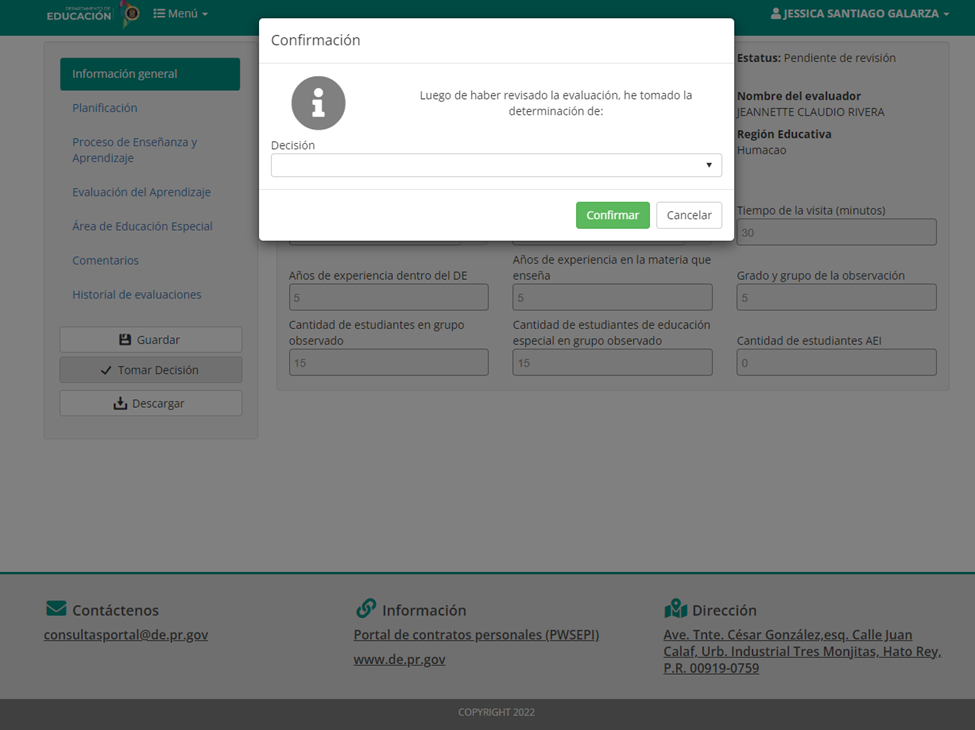 DEPARTAMENTO DE
EDUCACIÓN
Menú
JESSICA SANTIAGO GALARZA
Confirmación
Luego de haber revisado la evaluación, he tomado la
determinación de:
Decisión
Confirmar
Cancelar
Información general
Planificación
Proceso de Enseñanza y
Aprendizaje
Evaluación del Aprendizaje
Área de Educación Especial
Comentarios
Historial de evaluaciones
Guardar
Tomar Decisión
Descargar
Estatus: Pendiente de revisión
Nombre del evaluador
JEANNETTE CLAUDIO RIVERA
Región Educativa
Humacao
Tiempo de la visita (minutos)
30
Años de experiencia dentro del DE
5
Años de experiencia en la materia que
enseña
5
Grado y grupo de la observación
5
Cantidad de estudiantes en grupo
observado
15
Cantidad de estudiantes de educación
especial en grupo observado
15
Cantidad de estudiantes AEI
0
Contáctenos
consultasportal@de.pr.gov
Información
Portal de contratos personales (PWSEPI)
www.de.pr.gov
Dirección
Ave. Tnte. César González,esq. Calle Juan
Calaf, Urb. Industrial Tres Monjitas, Hato Rey,
P.R. 00919-0759
COPYRIGHT 2022